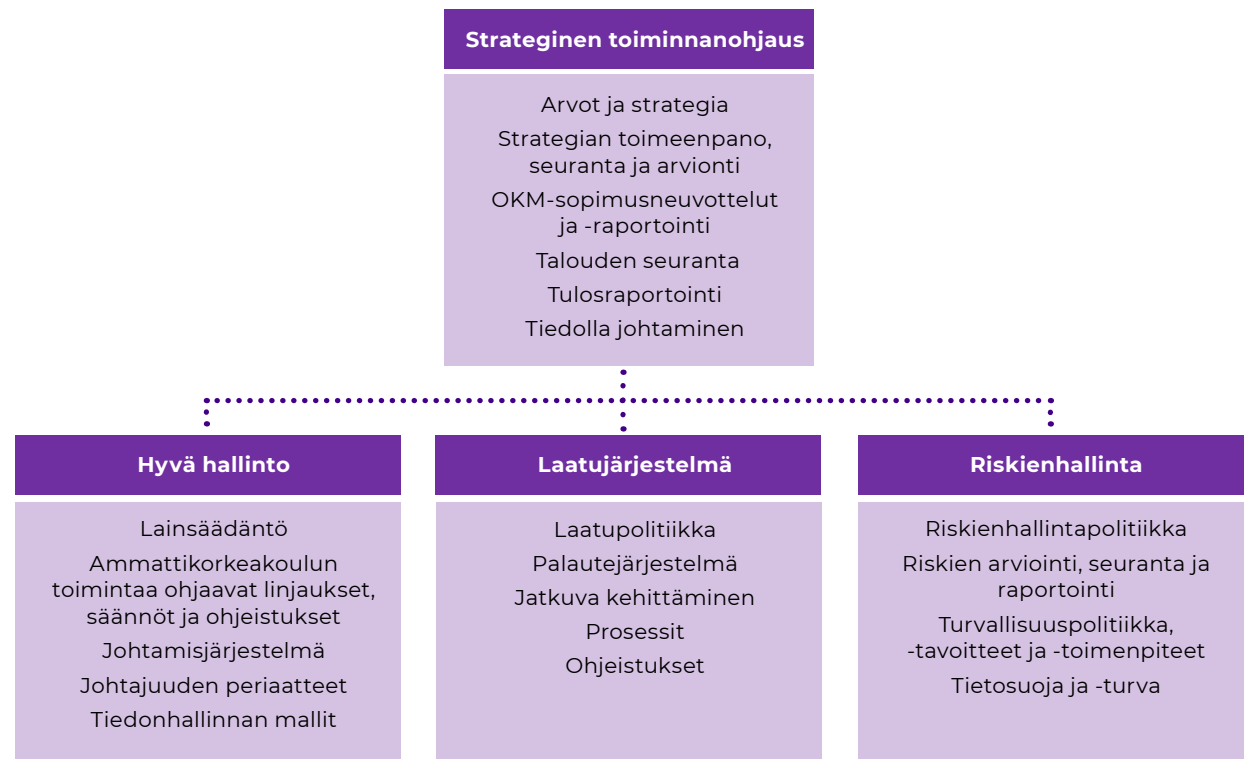 Strateginen toiminnanohjaus
Arvot ja strategia
Strategian toimeenpano,
seuranta ja arvionti
OKM-sopimusneuvottelut
ja -raportointi
Talouden seuranta
Tulosraportointi
Tiedolla johtaminen
Hyvä hallinto
Lainsäädäntö
Ammattikorkeakoulun
toimintaa ohjaavat linjaukset,
säännöt ja ohjeistukset
Johtamisjärjestelmä
Johtajuuden periaatteet
Tiedonhallinnan mallit
Laatujärjestelmä
Laatupolitiikka
Palautejärjestelmä
Jatkuva kehittäminen
Prosessit
Ohjeistukset
Riskienhallinta
Riskienhallintapolitiikka
Riskien arviointi, seuranta ja
raportointi
Turvallisuuspolitiikka,
-tavoitteet ja -toimenpiteet
Tietosuoja ja -turva